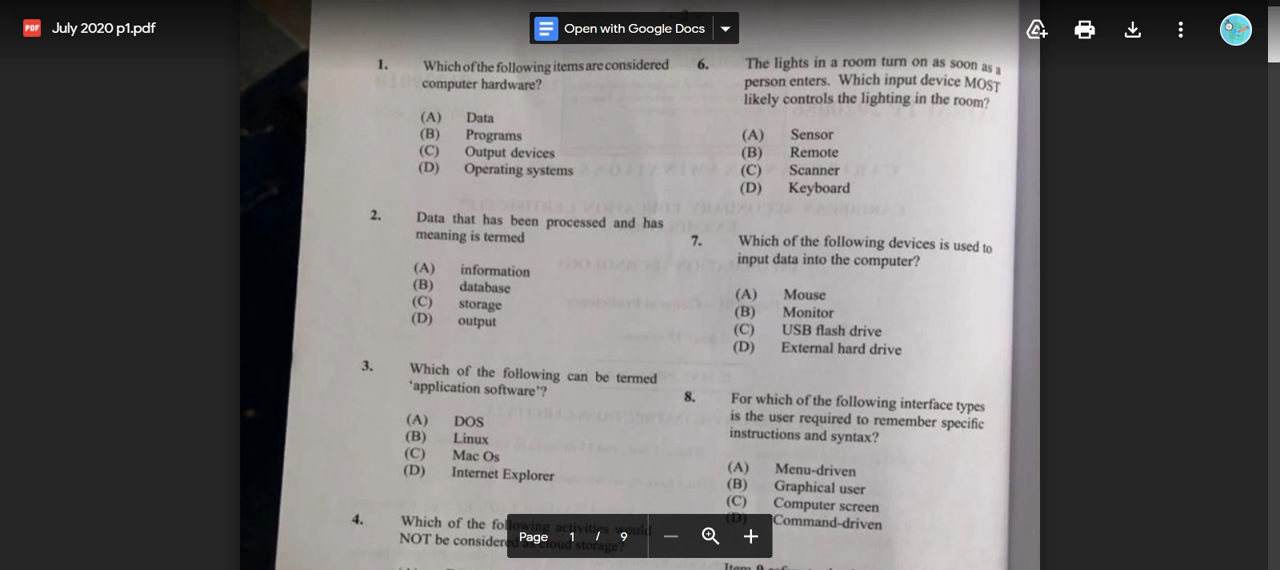 PDF
July 2020 p1.pdf
Open with Google Docs
1. Which of the following items are considered
computer hardware?
(A) Data
(B) Programs
(C) Output devices
(D) Operating systems
2. Data that has been processed and has
meaning is termed
(A) information
(B) database
(C) storage
(D) output
3. Which of the following can be termed
'application software'?
(A) DOS
(B) Linux
(C) Mac Os
(D) Internet Explorer
4. Which of the following activities would
NOT be considered as cloud storage?
6. The lights in a room turn on as soon as a
person enters. Which input device MOST
likely controls the lighting in the room?
(A) Sensor
(B) Remote
(C) Scanner
(D) Keyboard
7. Which of the following devices is used to
input data into the computer?
(A) Mouse
(B) Monitor
(C) USB flash drive
(D) External hard drive
8. For which of the following interface types
is the user required to remember specific
instructions and syntax?
(A) Menu-driven
(B) Graphical user
(C) Computer screen
(D) Command-driven
Page 1 / 9